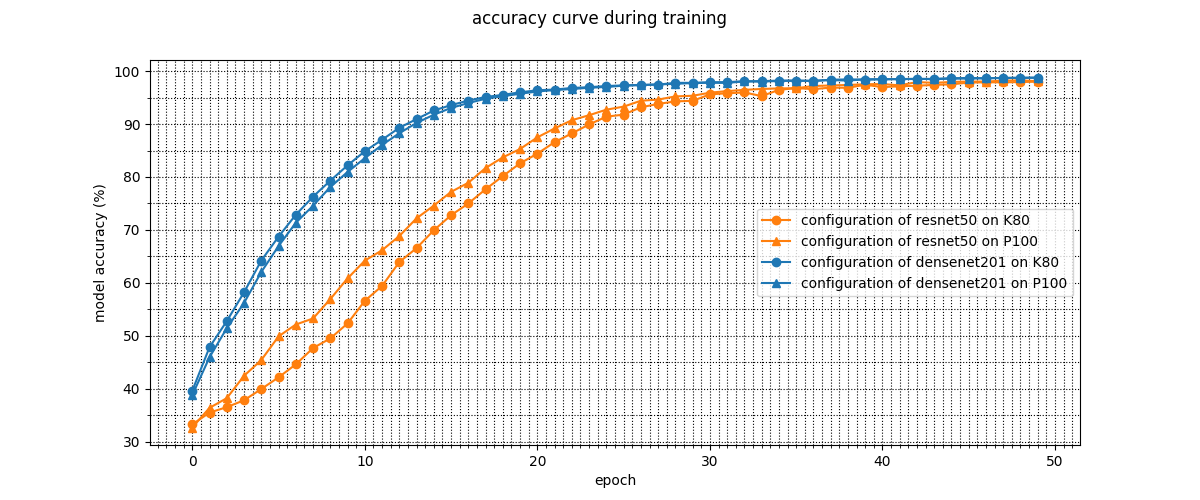 accuracy curve during training
model accuracy (%)
100
90
80
70
60
50
40
30
configuration of resnet50 on K80
configuration of resnet50 on P100
configuration of densenet201 on K80
configuration of densenet201 on P100
0 10 20 30 40 50
epoch